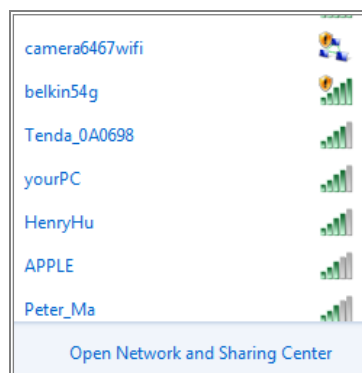 camera6467wifi
belkin54g
Tenda_0A0698
yourPC
HenryHu
APPLE
Peter_Ma
Open Network and Sharing Center